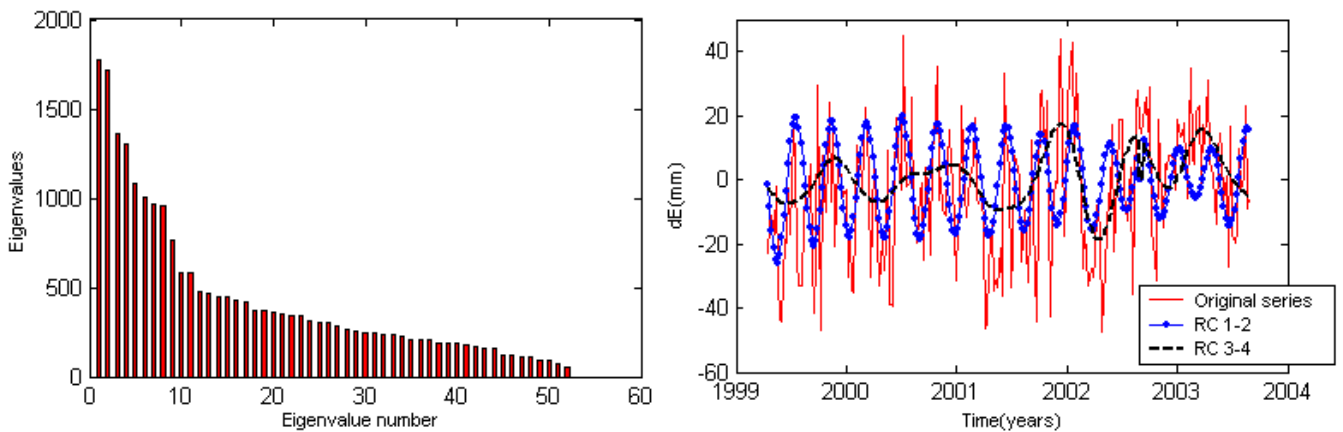 2000
1500
1000
500
0
Eigenvalues
0 10 20 30 40 50 60
Eigenvalue number
40
20
0
-20
-40
-60
dE(mm)
1999 2000 2001 2002 2003 2004
Time(years)
Original series
RC 1-2
RC 3-4